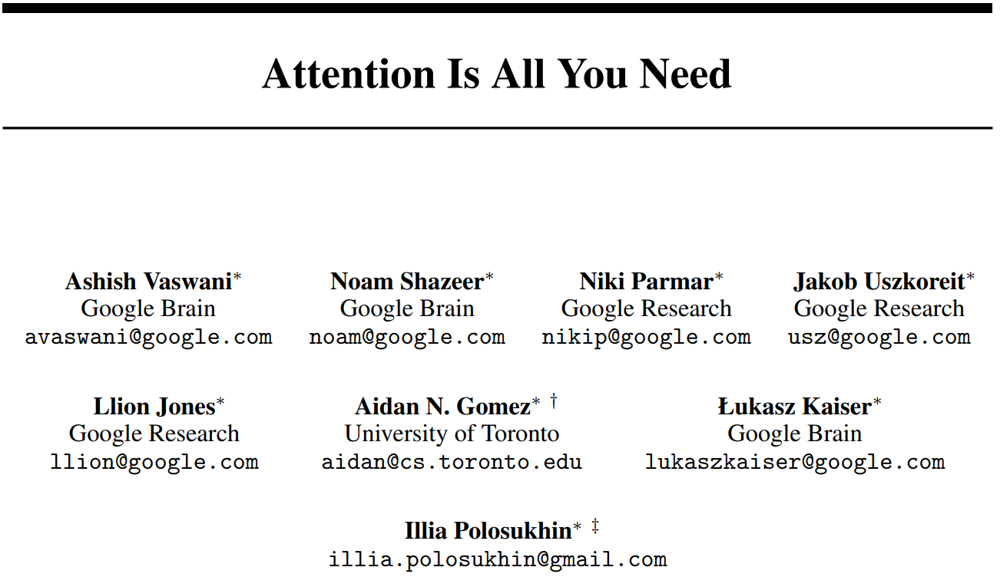 Attention Is All You Need
Ashish Vaswani* Noam Shazeer* Niki Parmar* Jakob Uszkoreit*
Google Brain Google Brain Google Research Google Research
avaswani@google.com noam@google.com nikip@google.com usz@google.com
Llion Jones* Aidan N. Gomez* † Łukasz Kaiser*
Google Research University of Toronto Google Brain
llion@google.com aidan@cs.toronto.edu lukaszkaiser@google.com
Illia Polosukhin* ‡
illia.polosukhin@gmail.com